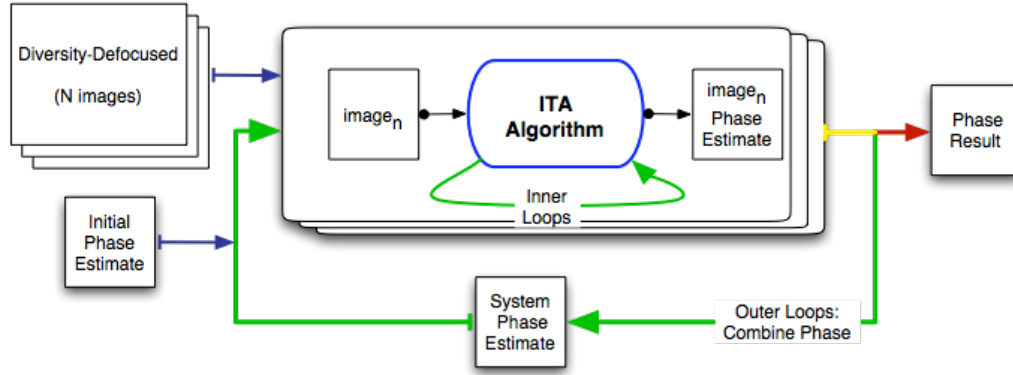 Diversity-Defocused
(N images)
image_n
ITA
Algorithm
image_n
Phase
Estimate
Inner
Loops
Phase
Result
Initial
Phase
Estimate
System
Phase
Estimate
Outer Loops:
Combine Phase